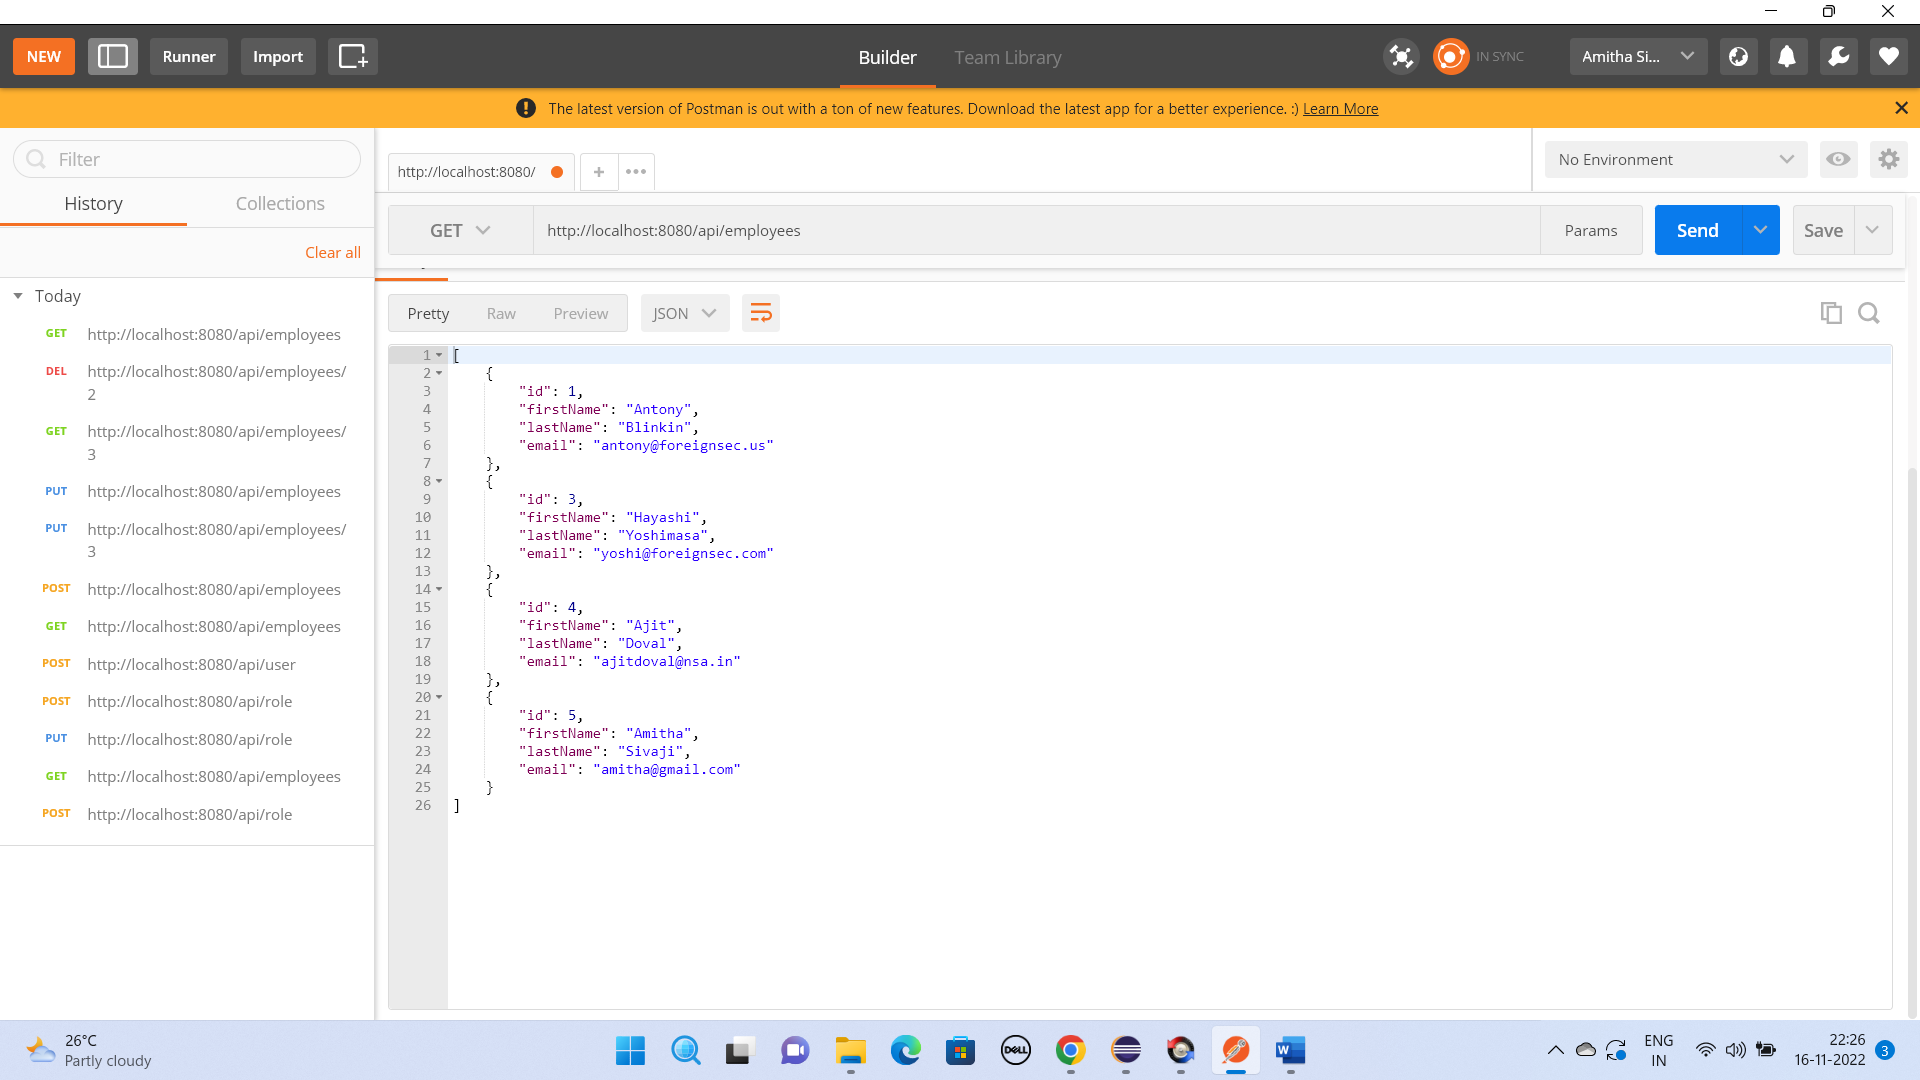 NEW
Runner
Import
Builder
Team Library
IN SYNC
Amitha Si...
The latest version of Postman is out with a ton of new features. Download the latest app for a better experience. :) Learn More
Filter
History
Collections
Clear all
Today
GET http://localhost:8080/api/employees
DEL http://localhost:8080/api/employees/
2
GET http://localhost:8080/api/employees/
3
PUT http://localhost:8080/api/employees
PUT http://localhost:8080/api/employees/
3
POST http://localhost:8080/api/employees
GET http://localhost:8080/api/employees
POST http://localhost:8080/api/user
POST http://localhost:8080/api/role
PUT http://localhost:8080/api/role
GET http://localhost:8080/api/employees
POST http://localhost:8080/api/role
http://localhost:8080/
No Environment
GET
http://localhost:8080/api/employees
Params
Send
Save
Pretty
Raw
Preview
JSON
1 [
2 {
3 "id": 1,
4 "firstName": "Antony",
5 "lastName": "Blinkin",
6 "email": "antony@foreignsec.us"
7 },
8 {
9 "id": 3,
10 "firstName": "Hayashi",
11 "lastName": "Yoshimasa",
12 "email": "yoshi@foreignsec.com"
13 },
14 {
15 "id": 4,
16 "firstName": "Ajit",
17 "lastName": "Doval",
18 "email": "ajitdoval@nsa.in"
19 },
20 {
21 "id": 5,
22 "firstName": "Amitha",
23 "lastName": "Sivaji",
24 "email": "amitha@gmail.com"
25 }
26 ]
26°C
Partly cloudy
DELL
W
ENG
IN
22:26
16-11-2022
3